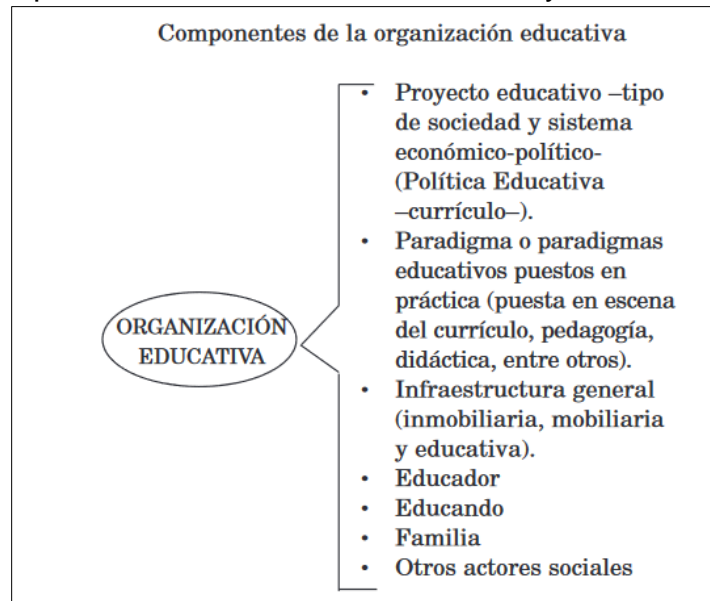 Componentes de la organización educativa
ORGANIZACIÓN
EDUCATIVA
• Proyecto educativo –tipo
de sociedad y sistema
económico-político-
(Política Educativa
–currículo–).
• Paradigma o paradigmas
educativos puestos en
práctica (puesta en escena
del currículo, pedagogía,
didáctica, entre otros).
• Infraestructura general
(inmobiliaria, mobiliaria
y educativa).
• Educador
• Educando
• Familia
• Otros actores sociales